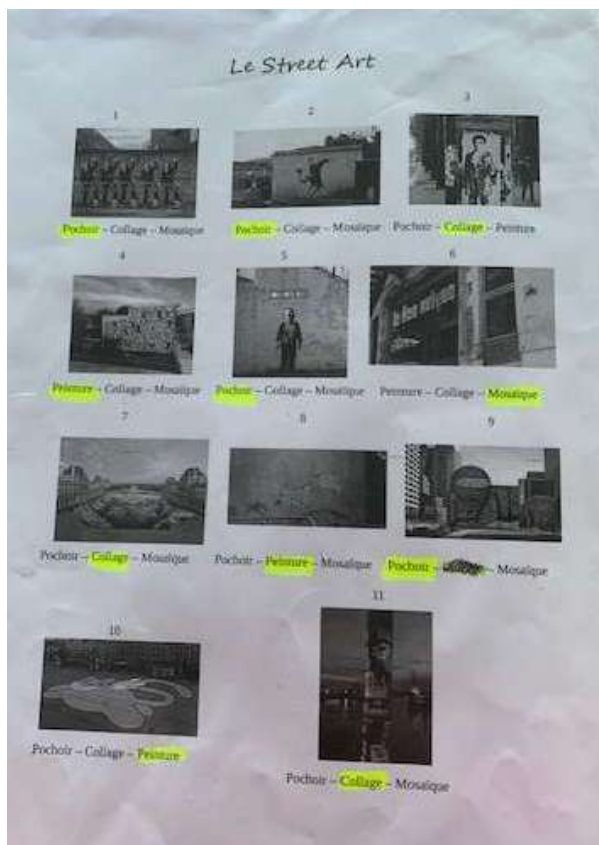 Le Street Art
1
2
3
Pochoir – Collage – Mosaïque
Pochoir – Collage – Mosaïque
Pochoir – Collage – Peinture
4
5
6
Peinture – Collage – Mosaïque
Pochoir – Collage – Mosaïque
Peinture – Collage – Mosaïque
7
8
9
Pochoir – Collage – Mosaïque
Pochoir – Peinture – Mosaïque
Pochoir – – Mosaïque
10
11
Pochoir – Collage – Peinture
Pochoir – Collage – Mosaïque